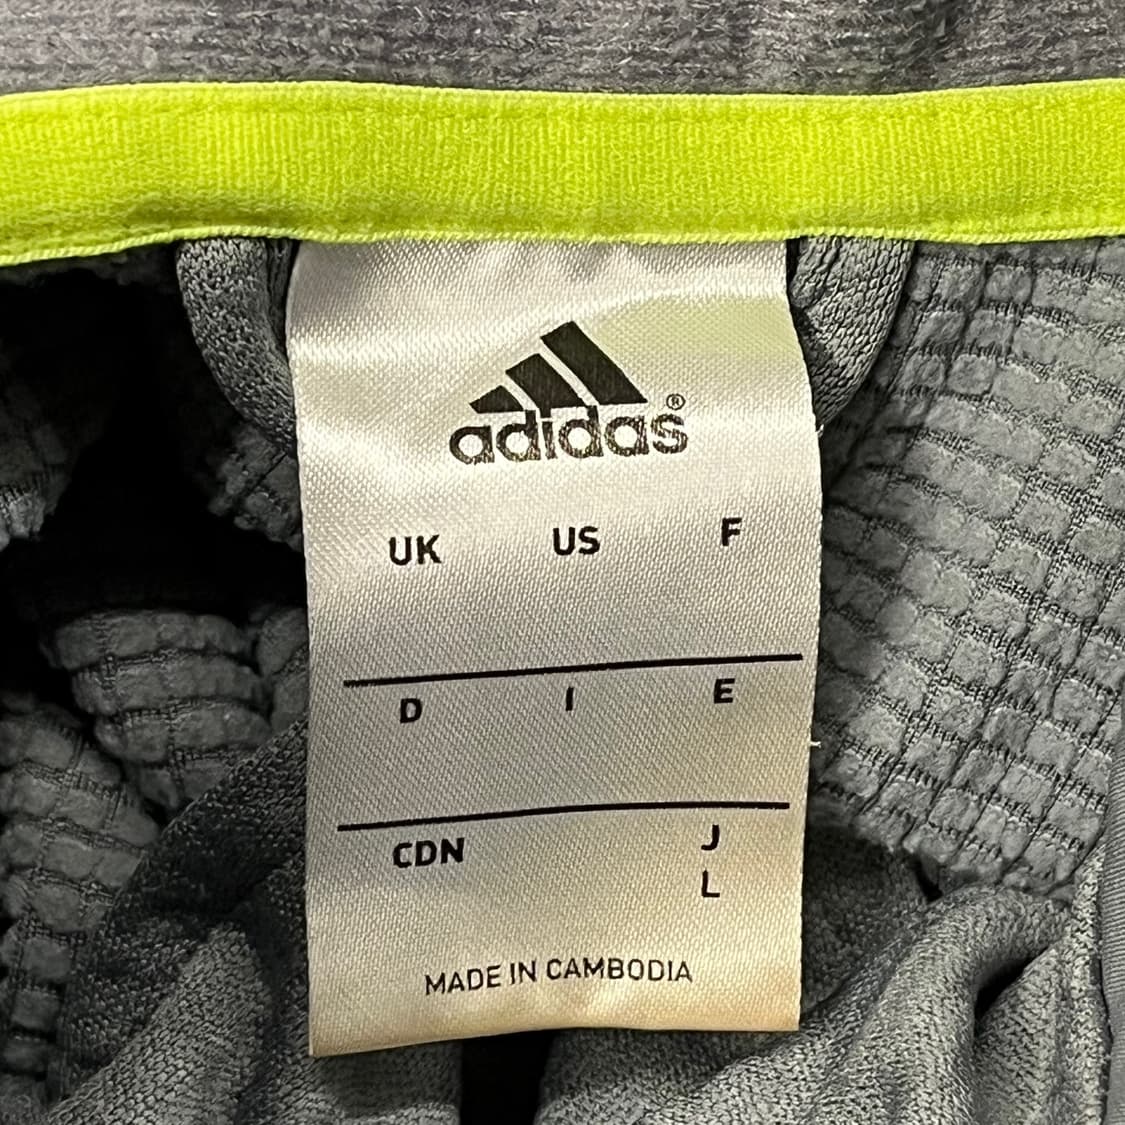 adidas®
UK US F
D I E
CDN J
L
MADE IN CAMBODIA